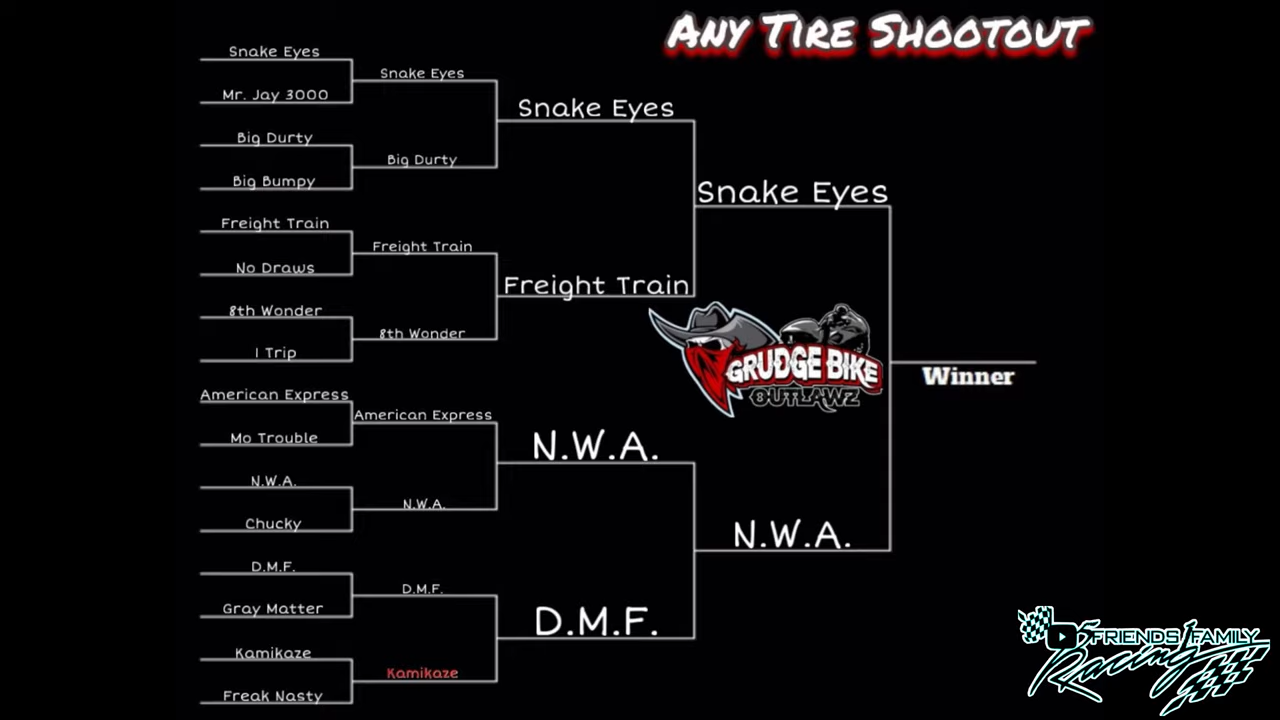 Any Tire Shootout
Snake Eyes
Mr. Jay 3000
Big Durty
Big Bumpy
Freight Train
No Draws
8th Wonder
I Trip
American Express
Mo Trouble
N.W.A.
Chucky
D.M.F.
Gray Matter
Kamikaze
Freak Nasty
Snake Eyes
Big Durty
Freight Train
8th Wonder
American Express
N.W.A.
D.M.F.
Kamikaze
Snake Eyes
Freight Train
N.W.A.
D.M.F.
Snake Eyes
N.W.A.
GRUDGE BIKE
OUTLAWZ
Winner
5FRIENDS1FAMILY
Racing